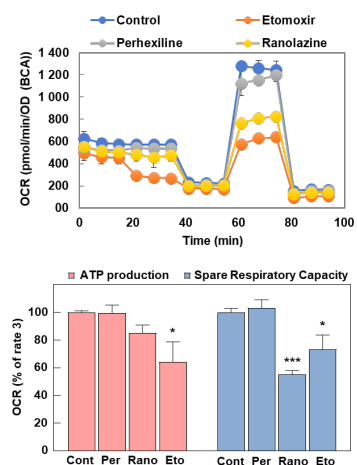 Control Etomoxir
Perhexiline Ranolazine
OCR (pmol/min/OD (BCA))
1 400
1 200
1 000
800
600
400
200
00
0 20 40 60 80 100
Time (min)
ATP production Spare Respiratory Capacity
OCR (% of rate 3)
100
80
60
40
20
0
* *** *
Cont Per Rano Eto Cont Per Rano Eto